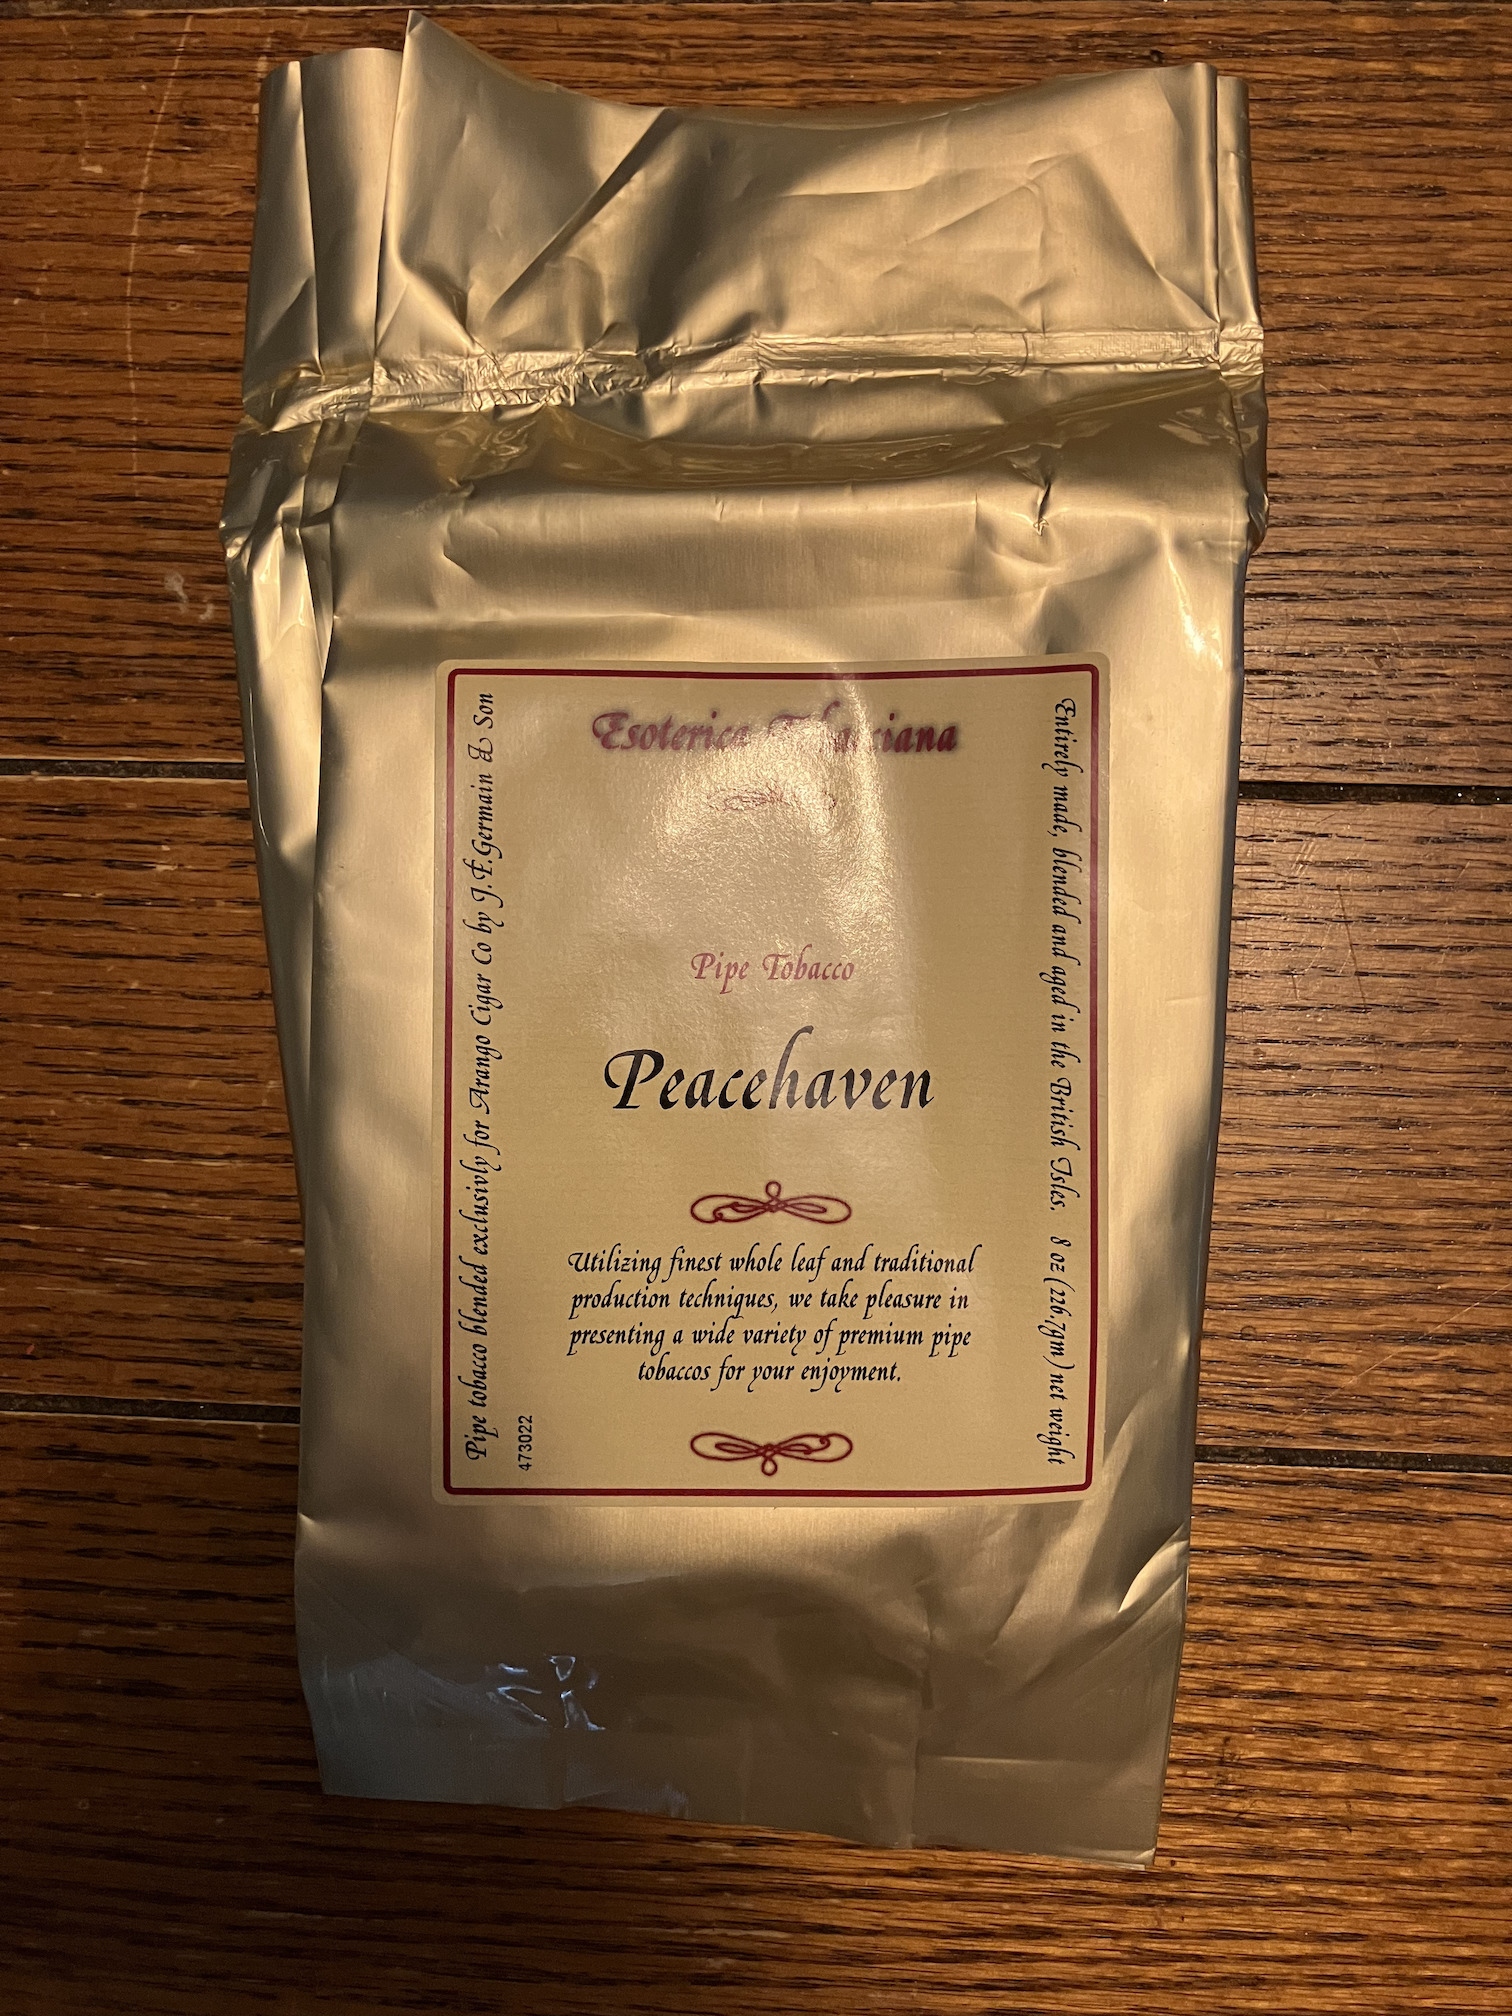 Esoterica
Pipe Tobacco
Peacehaven
Utilizing finest whole leaf and traditional
production techniques, we take pleasure in
presenting a wide variety of premium pipe
tobaccos for your enjoyment.
Pipe tobacco blended exclusivly for Arango Cigar Co by J.F.Germain & Son
473022
Entirely made, blended and aged in the British Isles. 8 oz (226.7gm) net weight